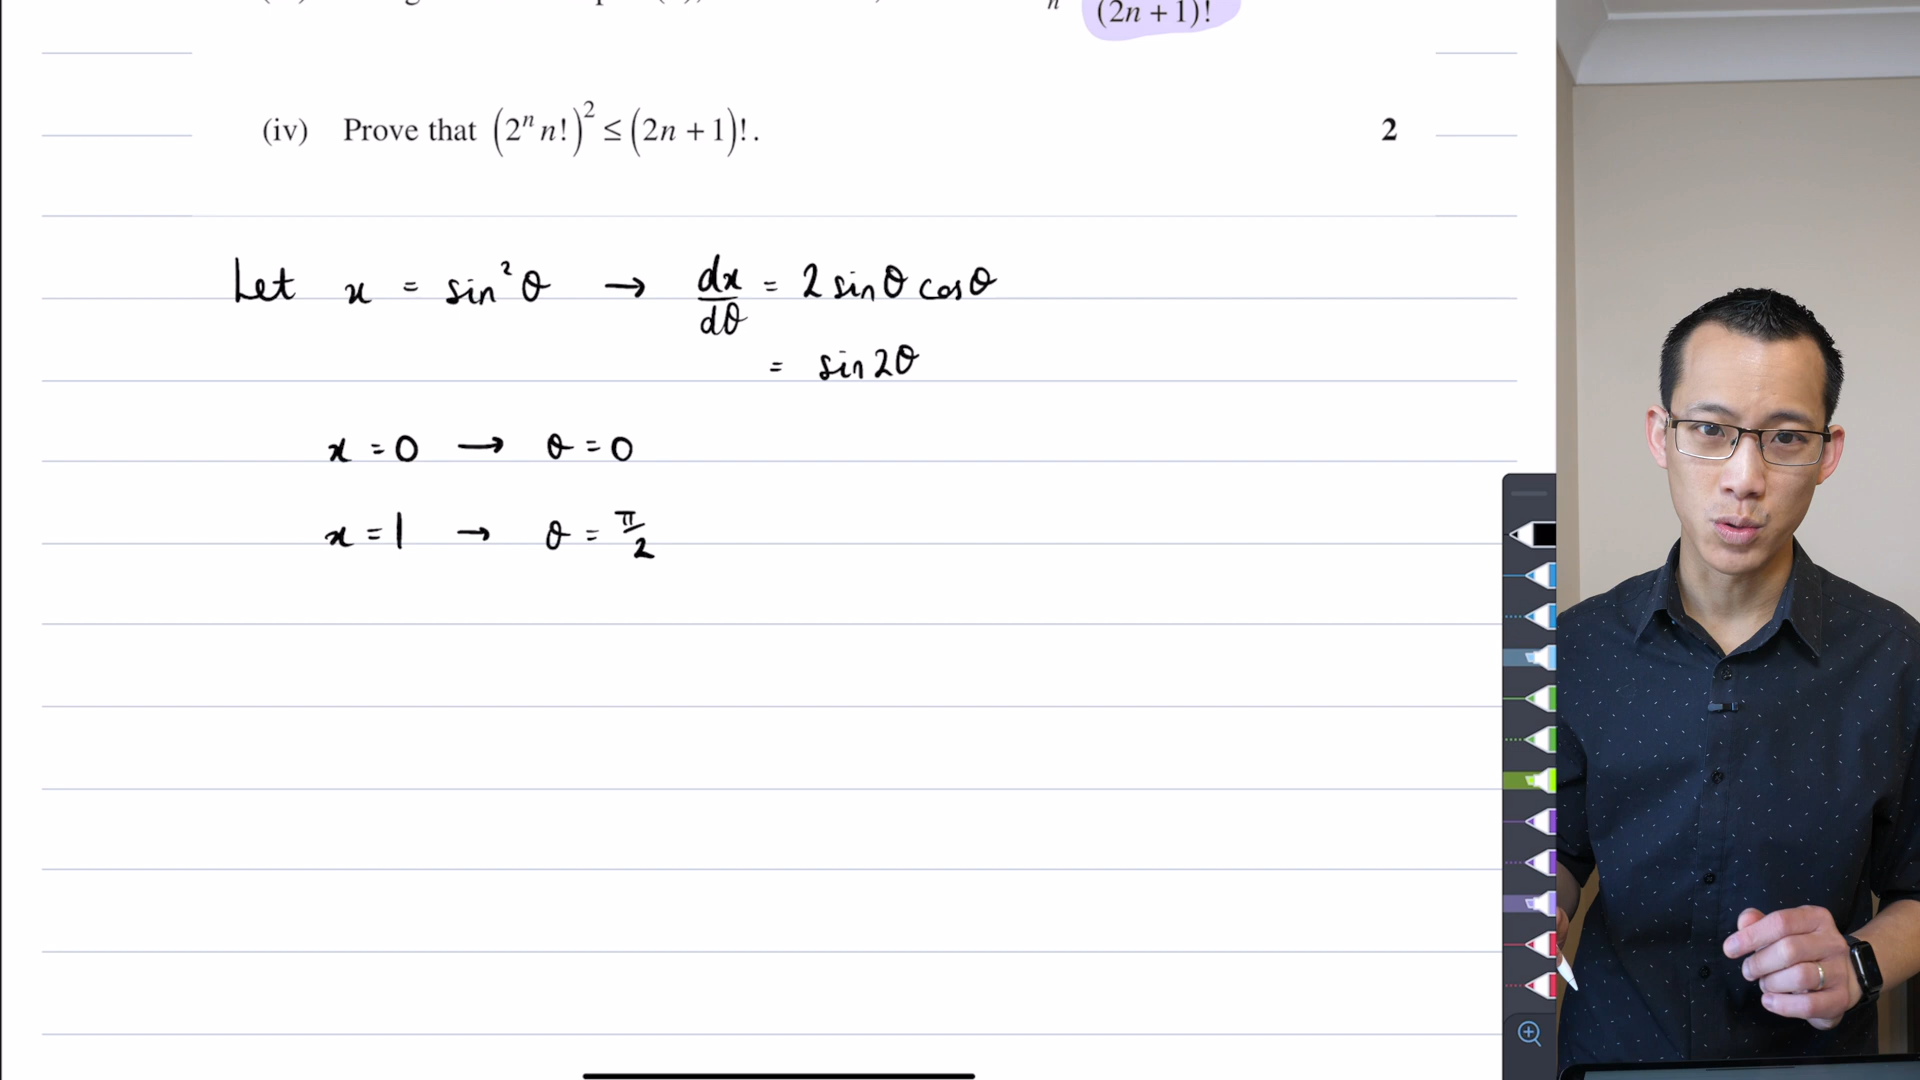 n (2n + 1)!
(iv) Prove that (2ⁿ n!)² ≤ (2n + 1)!. 2
Let x = sin²θ → dx/dθ = 2 sinθ cosθ
= sin2θ
x = 0 → θ = 0
x = 1 → θ = π/2